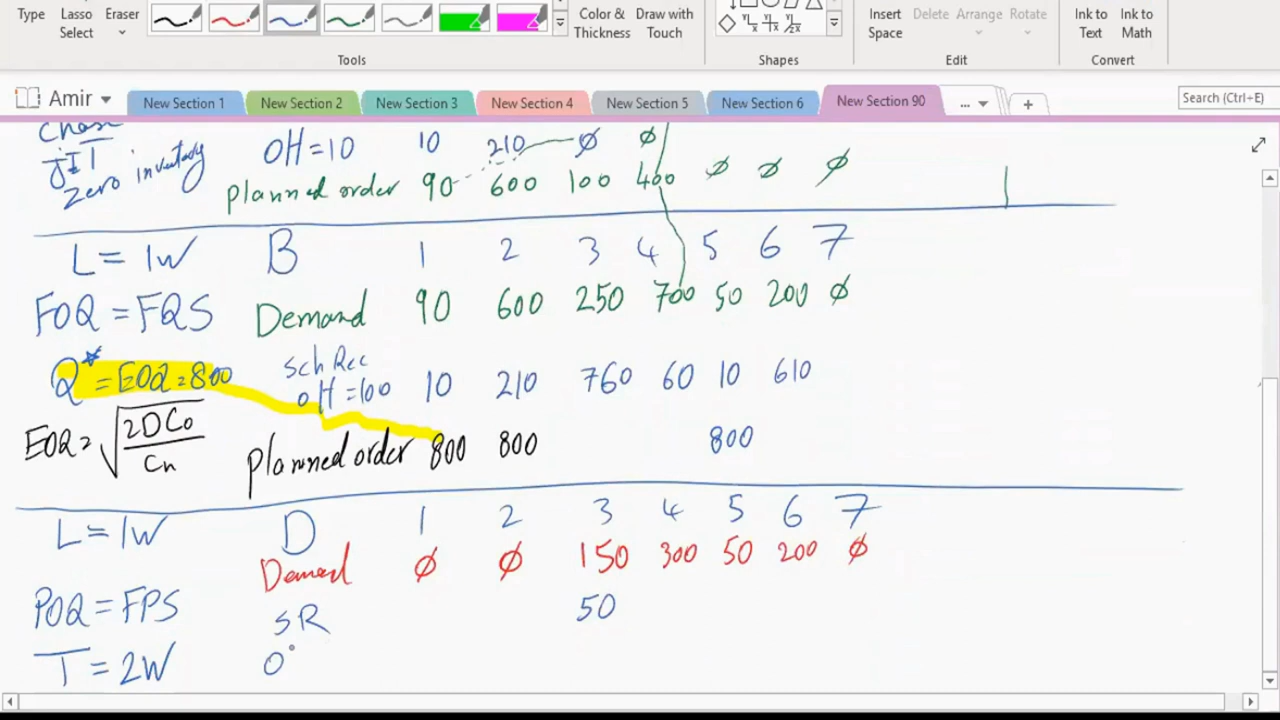 Type Lasso Select Eraser Color & Thickness Draw with Touch Insert Space Delete Arrange Rotate Ink to Text Ink to Math
Tools Shapes Edit Convert
Amir New Section 1 New Section 2 New Section 3 New Section 4 New Section 5 New Section 6 New Section 90 ... + Search (Ctrl+E)
Chase
JIT OH=10 10 210 ø ø
Zero inventory
planned order 90 600 100 400 ø ø ø
L=1W B 1 2 3 4 5 6 7
FOQ=FQS Demand 90 600 250 700 50 200 ø
Sch Rec
Q*=EOQ=800 OH=100 10 210 760 60 10 610
EOQ=√2DCo/Cn planned order 800 800 800
L=1W D 1 2 3 4 5 6 7
Demand ø ø 150 300 50 200 ø
POQ=FPS SR 50
T=2W O